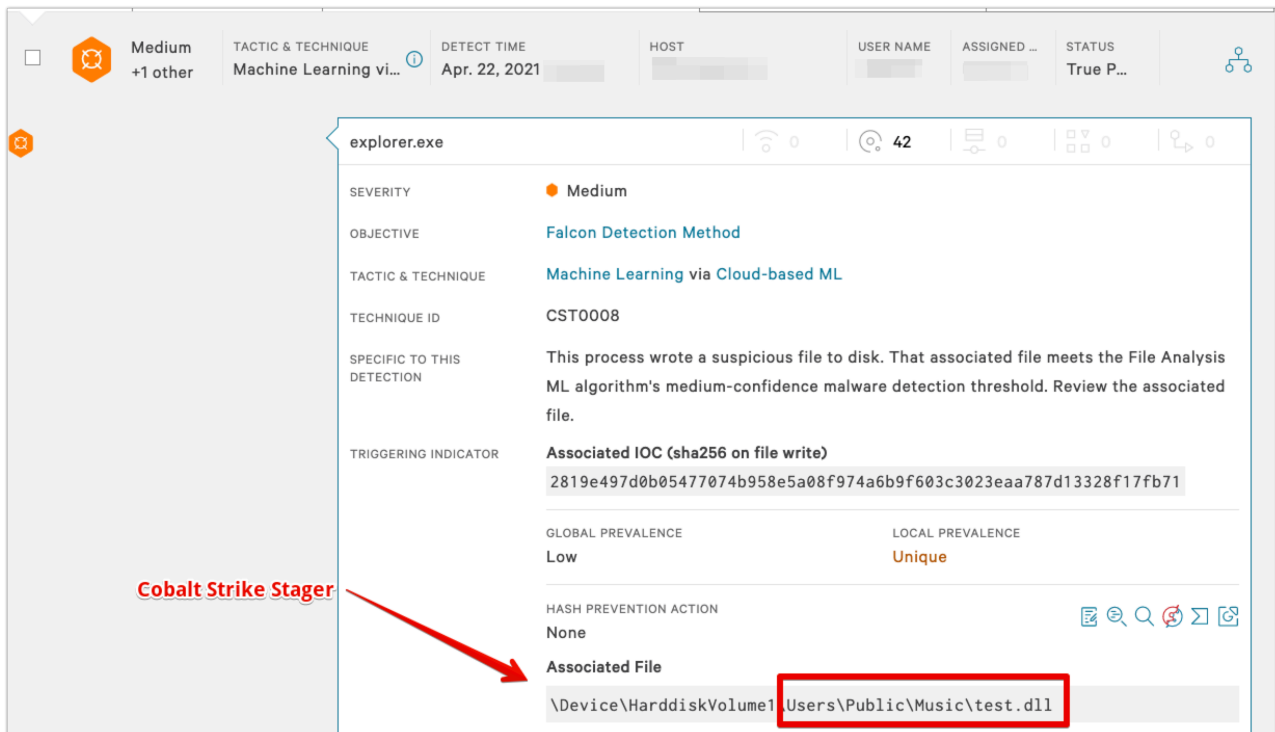 Medium
+1 other
TACTIC & TECHNIQUE
Machine Learning vi...
DETECT TIME
Apr. 22, 2021
HOST
USER NAME
ASSIGNED ...
STATUS
True P...
explorer.exe
0
42
0
0
0
SEVERITY
Medium
OBJECTIVE
Falcon Detection Method
TACTIC & TECHNIQUE
Machine Learning via Cloud-based ML
TECHNIQUE ID
CST0008
SPECIFIC TO THIS
DETECTION
This process wrote a suspicious file to disk. That associated file meets the File Analysis
ML algorithm's medium-confidence malware detection threshold. Review the associated
file.
TRIGGERING INDICATOR
Associated IOC (sha256 on file write)
2819e497d0b05477074b958e5a08f974a6b9f603c3023eaa787d13328f17fb71
GLOBAL PREVALENCE
Low
LOCAL PREVALENCE
Unique
Cobalt Strike Stager
HASH PREVENTION ACTION
None
Associated File
\Device\HarddiskVolume1\Users\Public\Music\test.dll